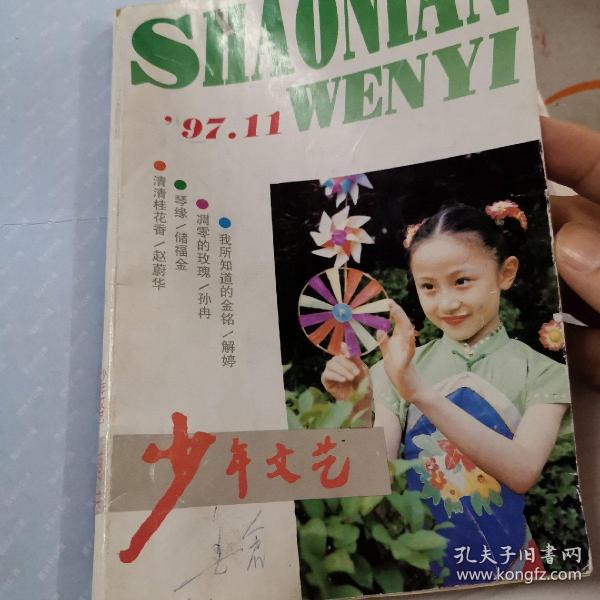 SHAONIAN
WENYI
'97.11
我所知道的金铭/解婷
凋零的玫瑰/孙冉
琴缘/储福金
清清桂花香/赵蔚华
少年文艺
孔夫子旧书网
www.kongfz.com